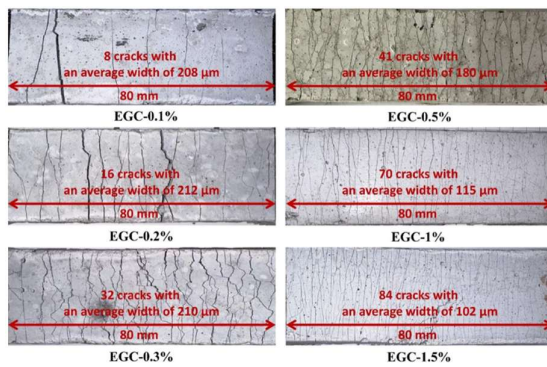 8 cracks with
an average width of 208 μm
80 mm
EGC-0.1%
41 cracks with
an average width of 180 μm
80 mm
EGC-0.5%
16 cracks with
an average width of 212 μm
80 mm
EGC-0.2%
70 cracks with
an average width of 115 μm
80 mm
EGC-1%
32 cracks with
an average width of 210 μm
80 mm
EGC-0.3%
84 cracks with
an average width of 102 μm
80 mm
EGC-1.5%